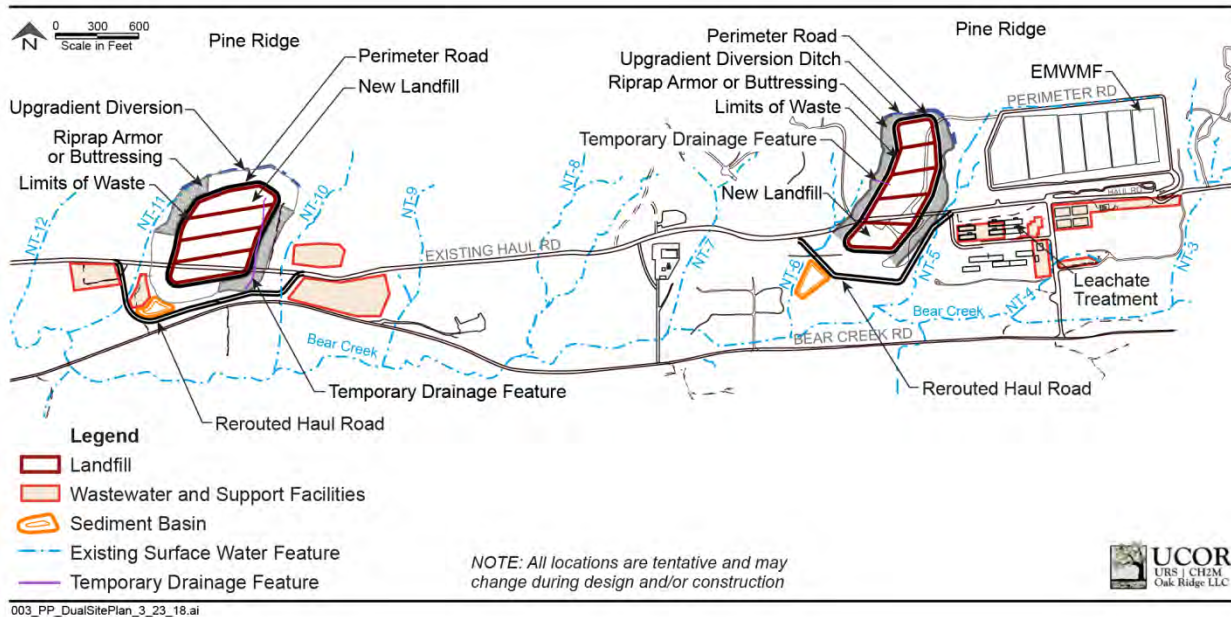 N
0 300 600
Scale in Feet
Pine Ridge
Perimeter Road
New Landfill
Upgradient Diversion
Riprap Armor
or Buttressing
Limits of Waste
NT-12
NT-11
NT-10
NT-9
NT-8
EXISTING HAUL RD
Bear Creek
Temporary Drainage Feature
Rerouted Haul Road
Pine Ridge
Perimeter Road
Upgradient Diversion Ditch
Riprap Armor or Buttressing
Limits of Waste
Temporary Drainage Feature
New Landfill
EMWMF
PERIMETER RD
HAUL RD
NT-7
NT-6
NT-5
NT-4
NT-3
Leachate
Treatment
Bear Creek
BEAR CREEK RD
Rerouted Haul Road
Legend
Landfill
Wastewater and Support Facilities
Sediment Basin
Existing Surface Water Feature
Temporary Drainage Feature
NOTE: All locations are tentative and may
change during design and/or construction
UCOR
URS | CH2M
Oak Ridge LLC
003_PP_DualSitePlan_3_23_18.ai